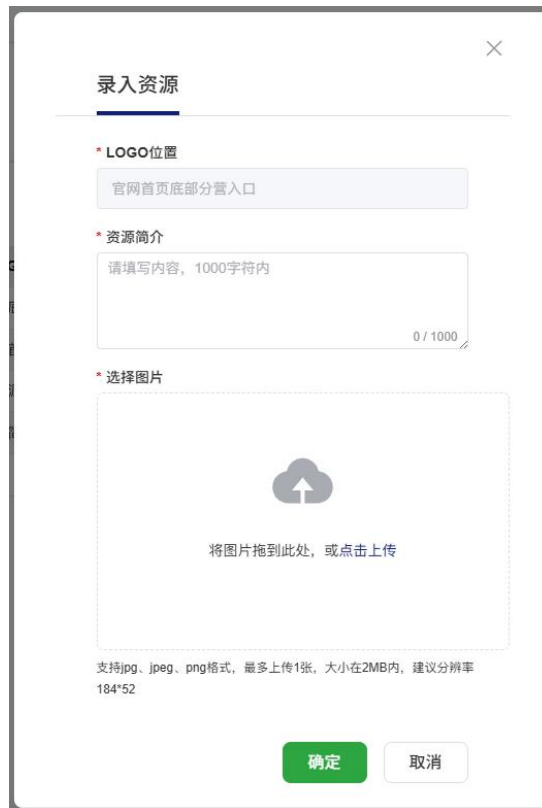 录入资源
* LOGO位置
官网首页底部分营入口
* 资源简介
请填写内容，1000字符内
0 / 1000
* 选择图片
将图片拖到此处，或点击上传
支持jpg、jpeg、png格式，最多上传1张，大小在2MB内，建议分辨率
184*52
确定
取消